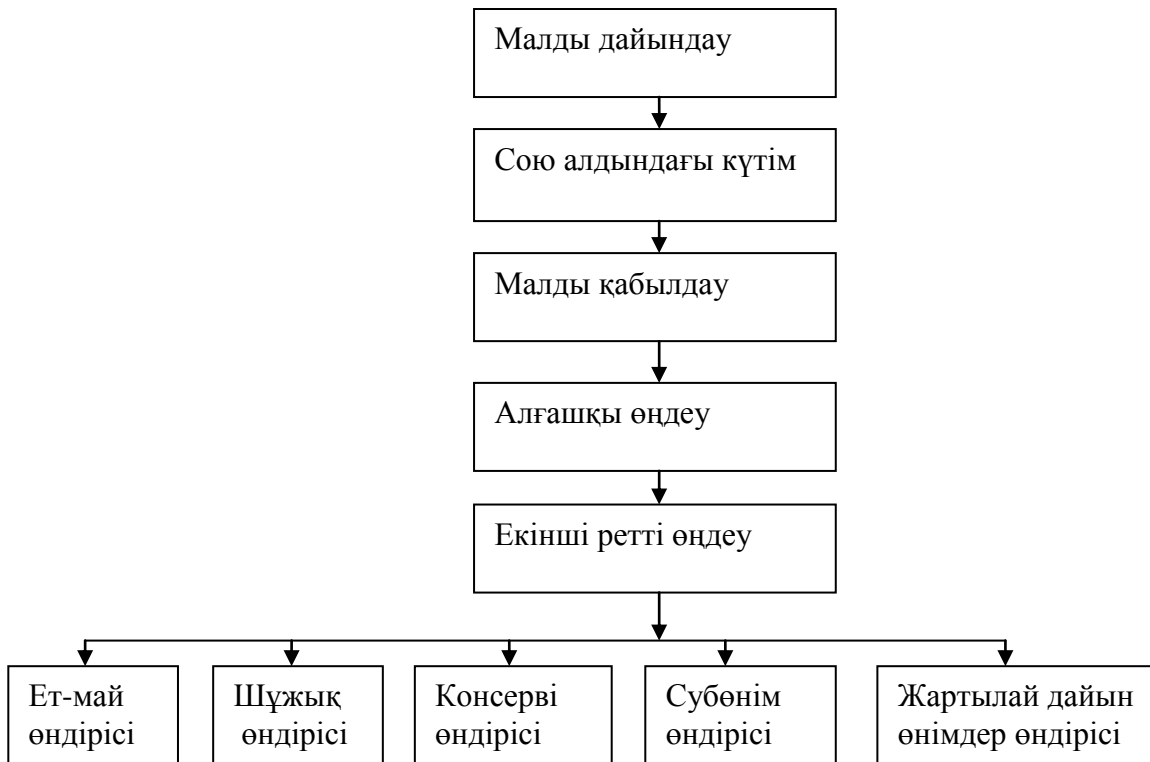 Малды дайындау
Сою алдындағы күтім
Малды қабылдау
Алғашқы өңдеу
Екінші ретті өңдеу
Ет-май
өндірісі
Шұжық
өндірісі
Консерві
өндірісі
Субөнім
өндірісі
Жартылай дайын
өнімдер өндірісі